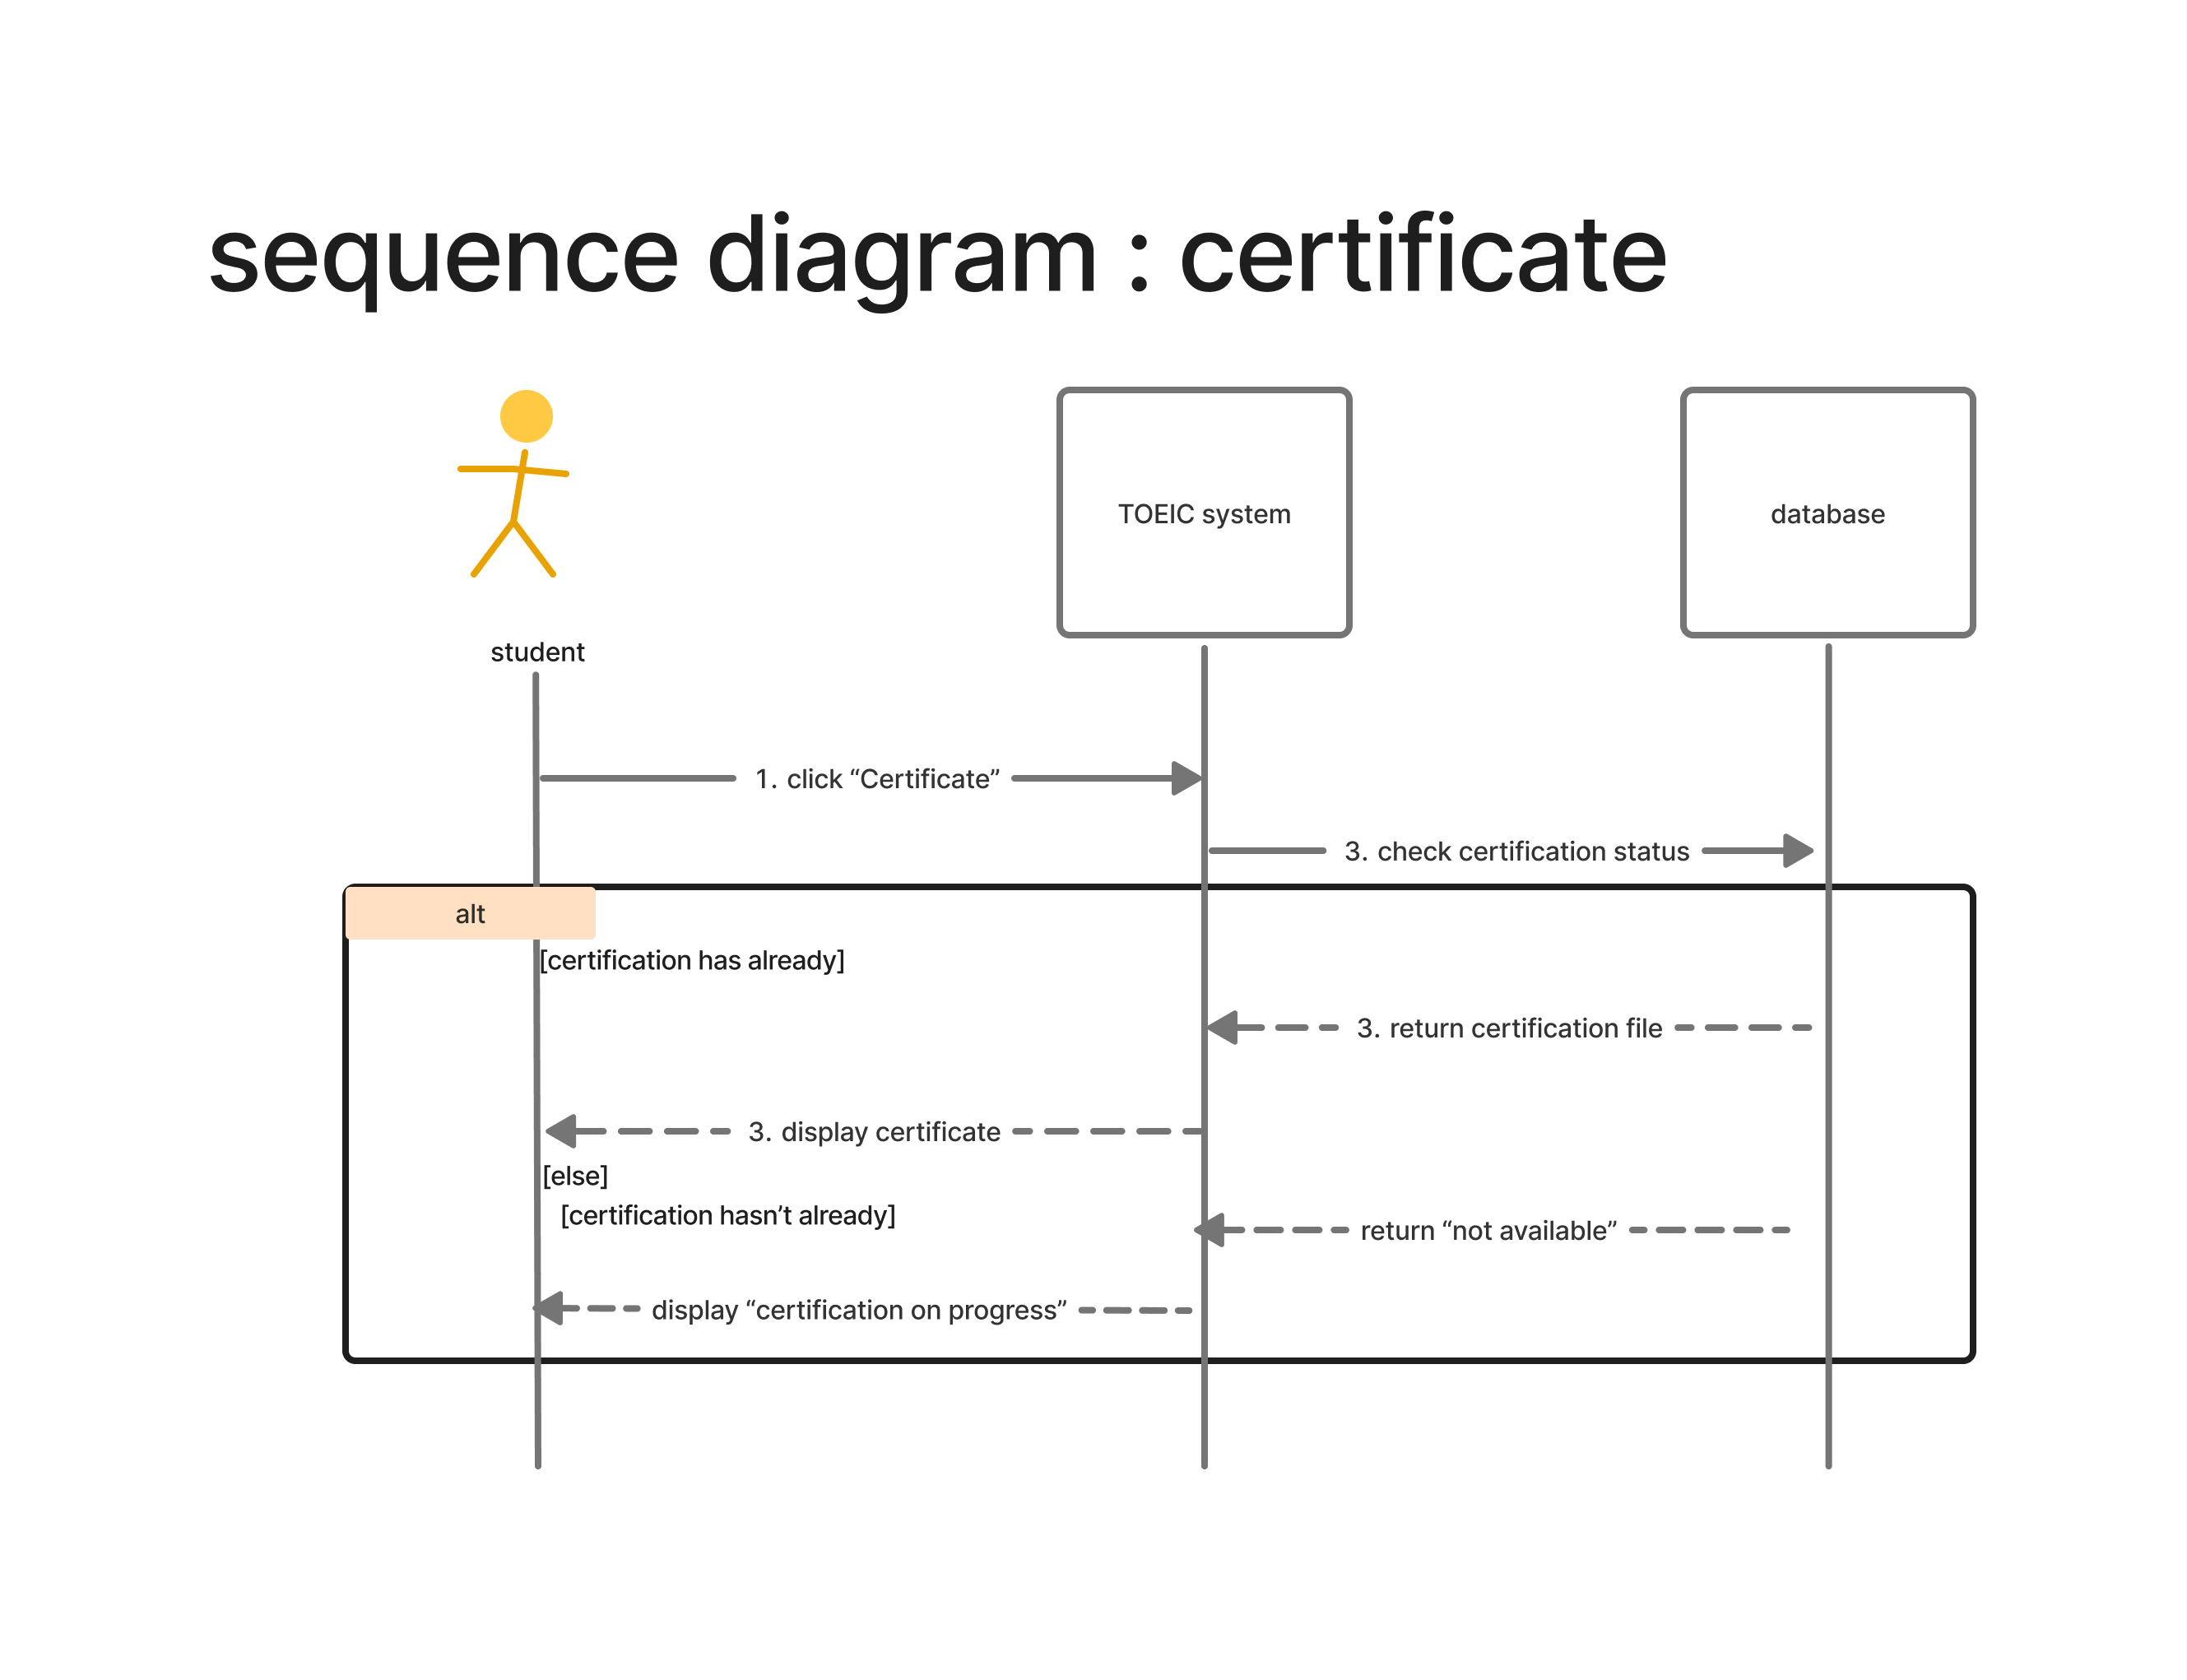 sequence diagram : certificate
TOEIC system
database
student
1. click “Certificate”
3. check certification status
alt
[certification has already]
3. return certification file
3. display certificate
[else]
[certification hasn’t already]
return “not available”
display “certification on progress”